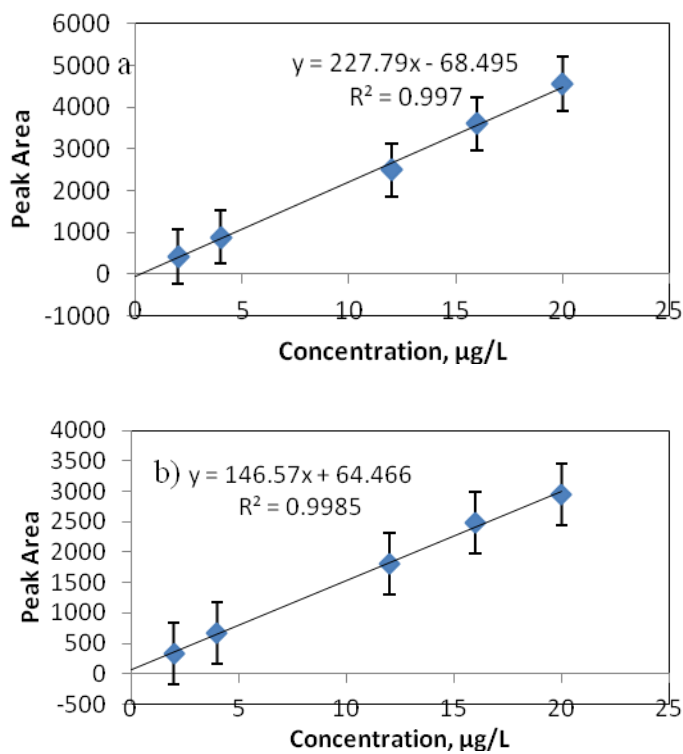 6000
a
5000
4000
3000
2000
1000
0
-1000
y = 227.79x - 68.495
R² = 0.997
Peak Area
0 5 10 15 20 25
Concentration, µg/L
4000
3500
3000
2500
2000
1500
1000
500
0
-500
b) y = 146.57x + 64.466
R² = 0.9985
Peak Area
0 5 10 15 20 25
Concentration, µg/L